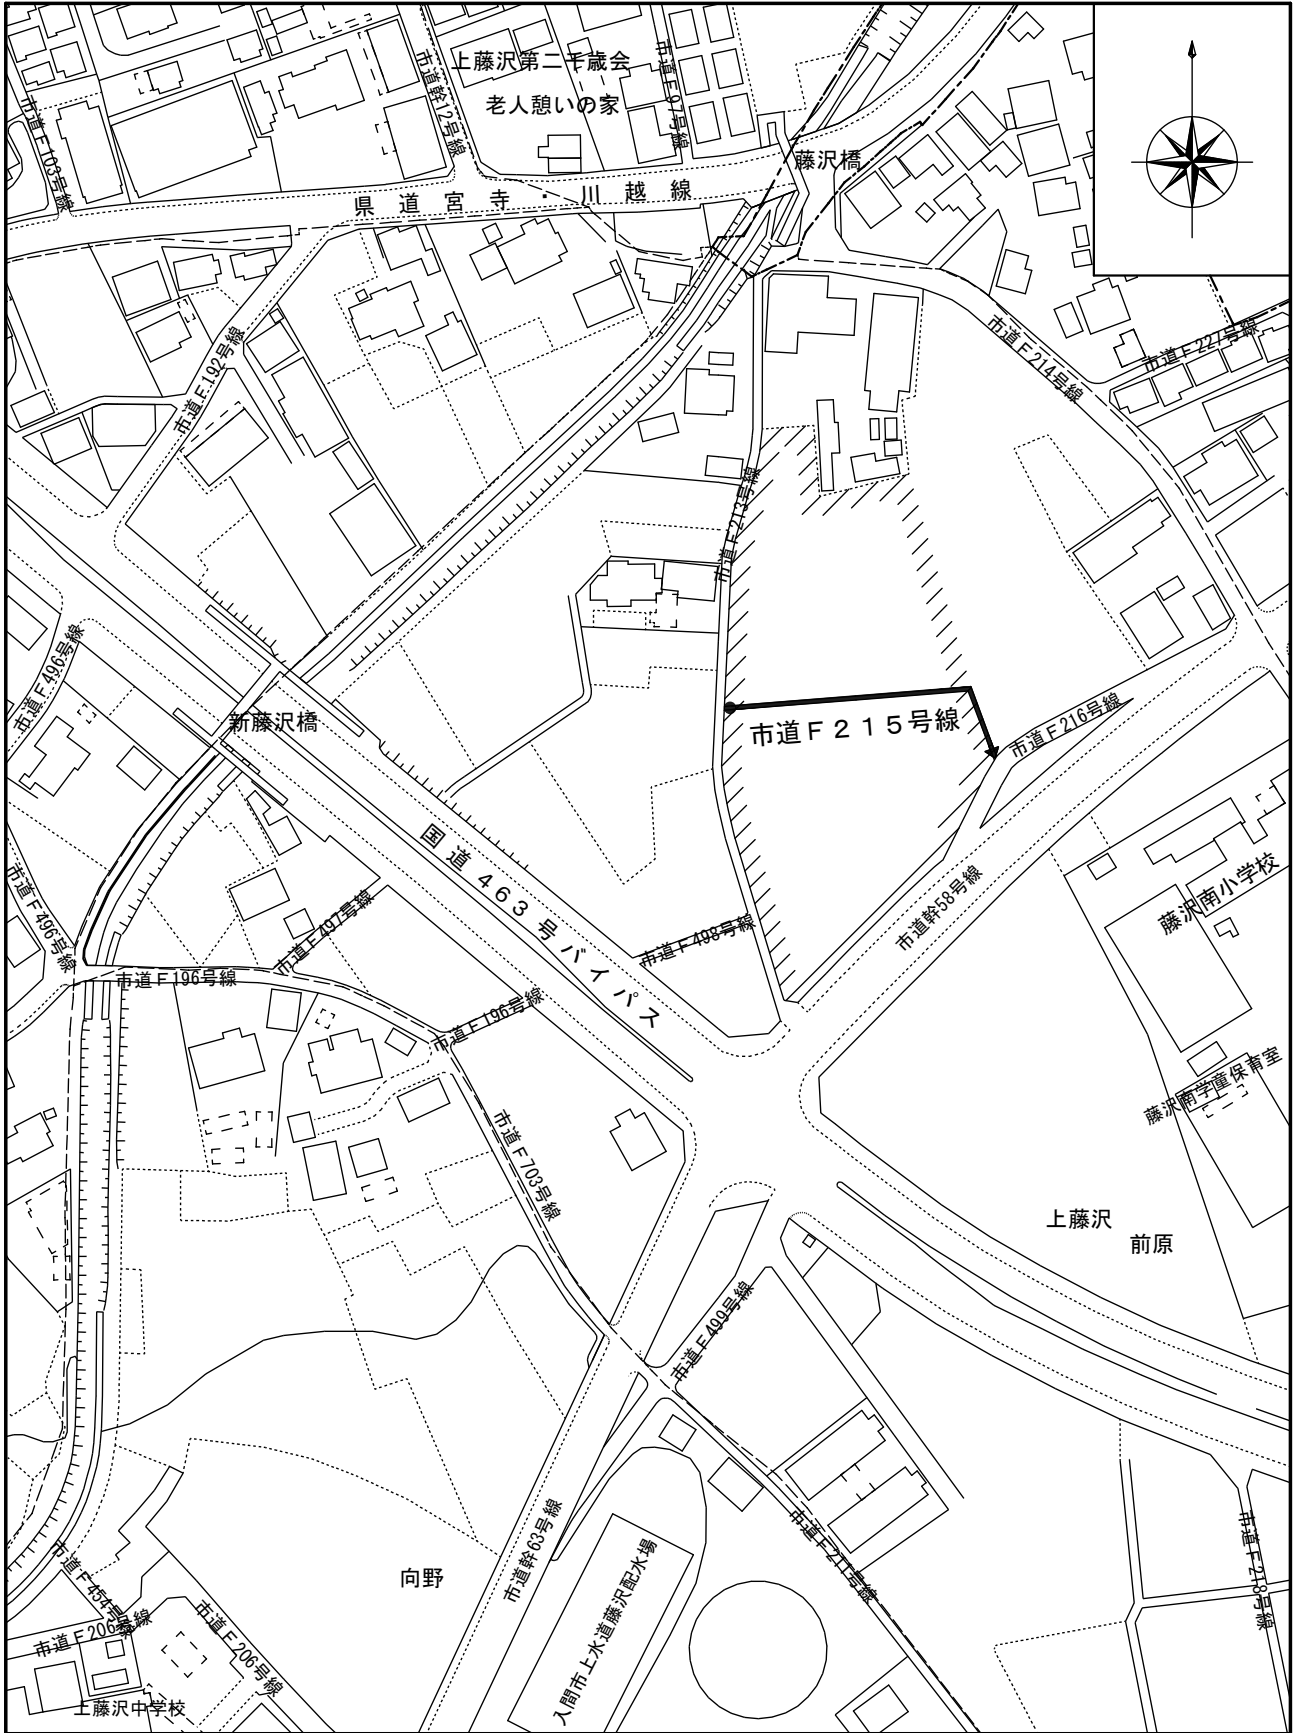 上藤沢第二千歳会
老人憩いの家
市道幹12号線
市道F97号線
市道F103号線
藤沢橋
県道宮寺・川越線
市道F192号線
市道F214号線
市道F227号線
市道F213号線
市道F496号線
新藤沢橋
市道F215号線
市道F216号線
国道463号バイパス
市道F496号線
市道F497号線
市道F498号線
市道幹58号線
藤沢南小学校
市道F196号線
市道F196号線
藤沢南学童保育室
市道F703号線
上藤沢
前原
市道F499号線
市道幹63号線
向野
入間市上水道藤沢配水場
市道F211号線
市道F218号線
市道F454号線
市道F206号線
市道F206号線
上藤沢中学校